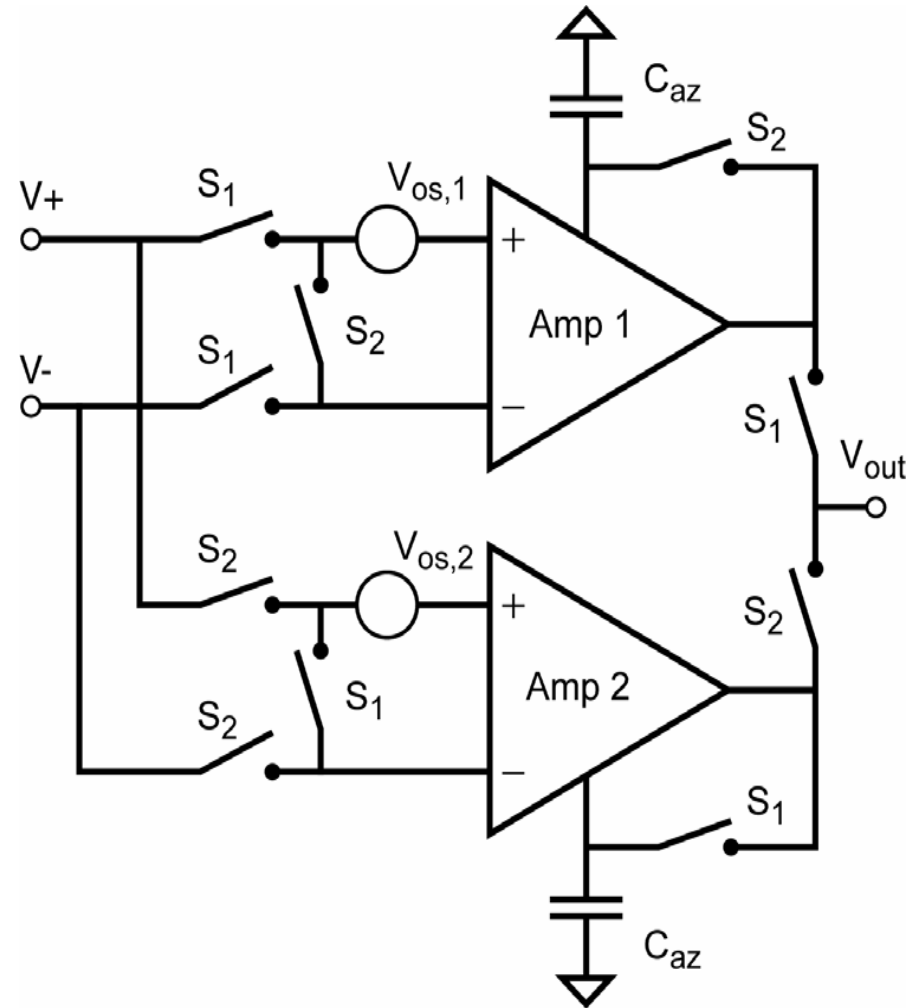 C_az
S_2
V+
S_1
V_os,1
+
Amp 1
S_2
V-
S_1
−
S_1
V_out
S_2
V_os,2
+
S_2
Amp 2
S_1
S_2
−
S_1
C_az